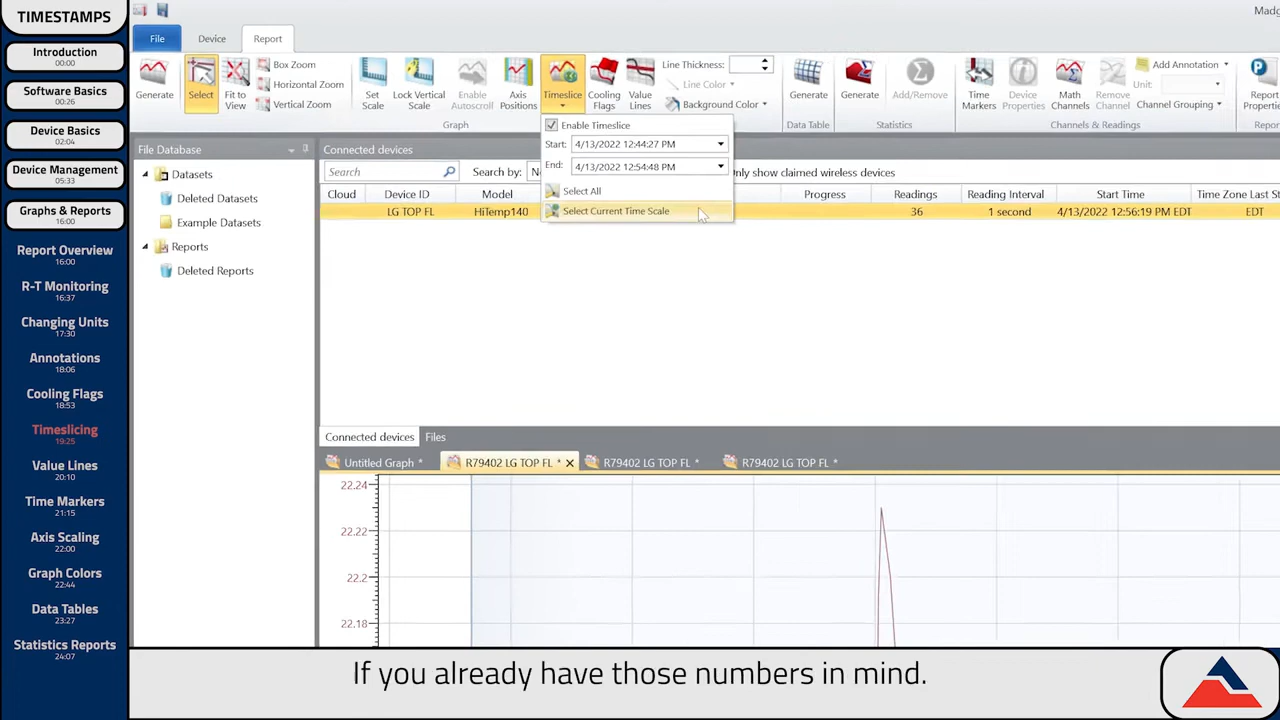 TIMESTAMPS
Introduction
00:00
Software Basics
00:26
Device Basics
02:04
Device Management
05:33
Graphs & Reports
16:00
Report Overview
16:00
R-T Monitoring
16:37
Changing Units
17:30
Annotations
18:06
Cooling Flags
18:53
Timeslicing
19:25
Value Lines
20:10
Time Markers
21:15
Axis Scaling
22:00
Graph Colors
22:44
Data Tables
23:27
Statistics Reports
24:07
Madg
File Device Report
Generate
Select
Fit to View
Box Zoom
Horizontal Zoom
Vertical Zoom
Set Scale
Lock Vertical Scale
Enable Autoscroll
Axis Positions
Timeslice
Cooling Flags
Value Lines
Line Thickness:
Line Color
Background Color
Graph
Generate
Data Table
Generate
Add/Remove
Statistics
Time Markers
Device Properties
Math Channels
Remove Channel
Add Annotation
Unit:
Channel Grouping
Channels & Readings
Report Propertie
Repor
Enable Timeslice
Start: 4/13/2022 12:44:27 PM
End: 4/13/2022 12:54:48 PM
Select All
Select Current Time Scale
File Database
Datasets
Deleted Datasets
Example Datasets
Reports
Deleted Reports
Connected devices
Search Search by: N nly show claimed wireless devices
Cloud Device ID Model Progress Readings Reading Interval Start Time Time Zone Last S
LG TOP FL HiTemp140 36 1 second 4/13/2022 12:56:19 PM EDT EDT
Connected devices Files
Untitled Graph * R79402 LG TOP FL * R79402 LG TOP FL * R79402 LG TOP FL *
22.24
22.22
22.2
22.18
If you already have those numbers in mind.